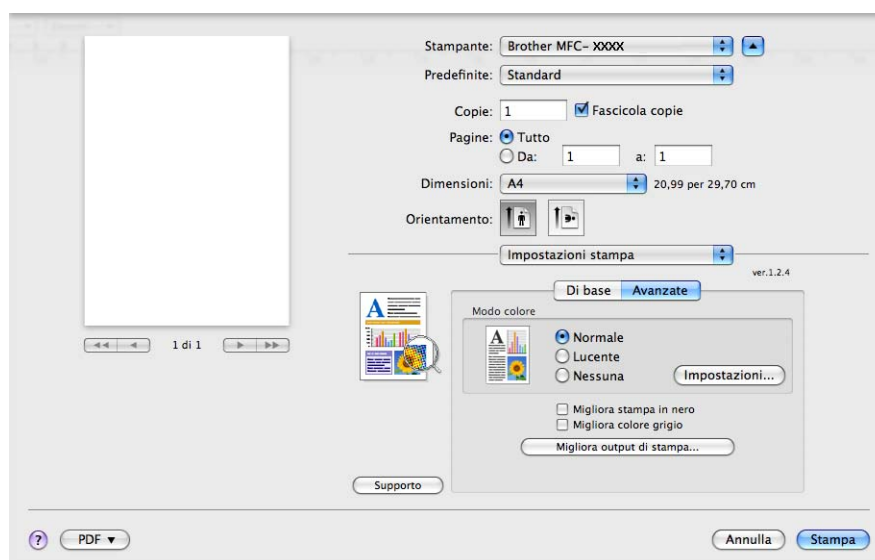 Stampante: Brother MFC- XXXX
Predefinite: Standard
Copie: 1 Fascicola copie
Pagine: Tutto
Da: 1 a: 1
Dimensioni: A4 20,99 per 29,70 cm
Orientamento:
Impostazioni stampa
ver.1.2.4
Di base Avanzate
Modo colore
Normale
Lucente
Nessuna Impostazioni...
Migliora stampa in nero
Migliora colore grigio
Migliora output di stampa...
1 di 1
Supporto
? PDF ▼ Annulla Stampa